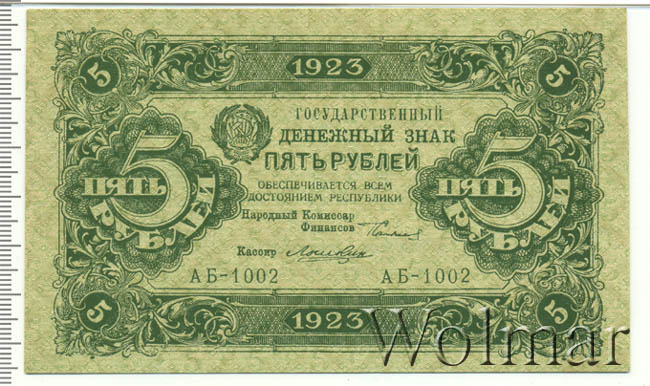 5 1923 5
ГОСУДАРСТВЕННЫЙ
ДЕНЕЖНЫЙ ЗНАК
ПЯТЬ РУБЛЕЙ
5 ПЯТЬ РУБЛЕЙ
5 ПЯТЬ РУБЛЕЙ
ОБЕСПЕЧИВАЕТСЯ ВСЕМ
ДОСТОЯНИЕМ РЕСПУБЛИКИ
Народный Комиссар
Финансов
Кассир
АБ-1002 АБ-1002
5 1923 5
Wolmar